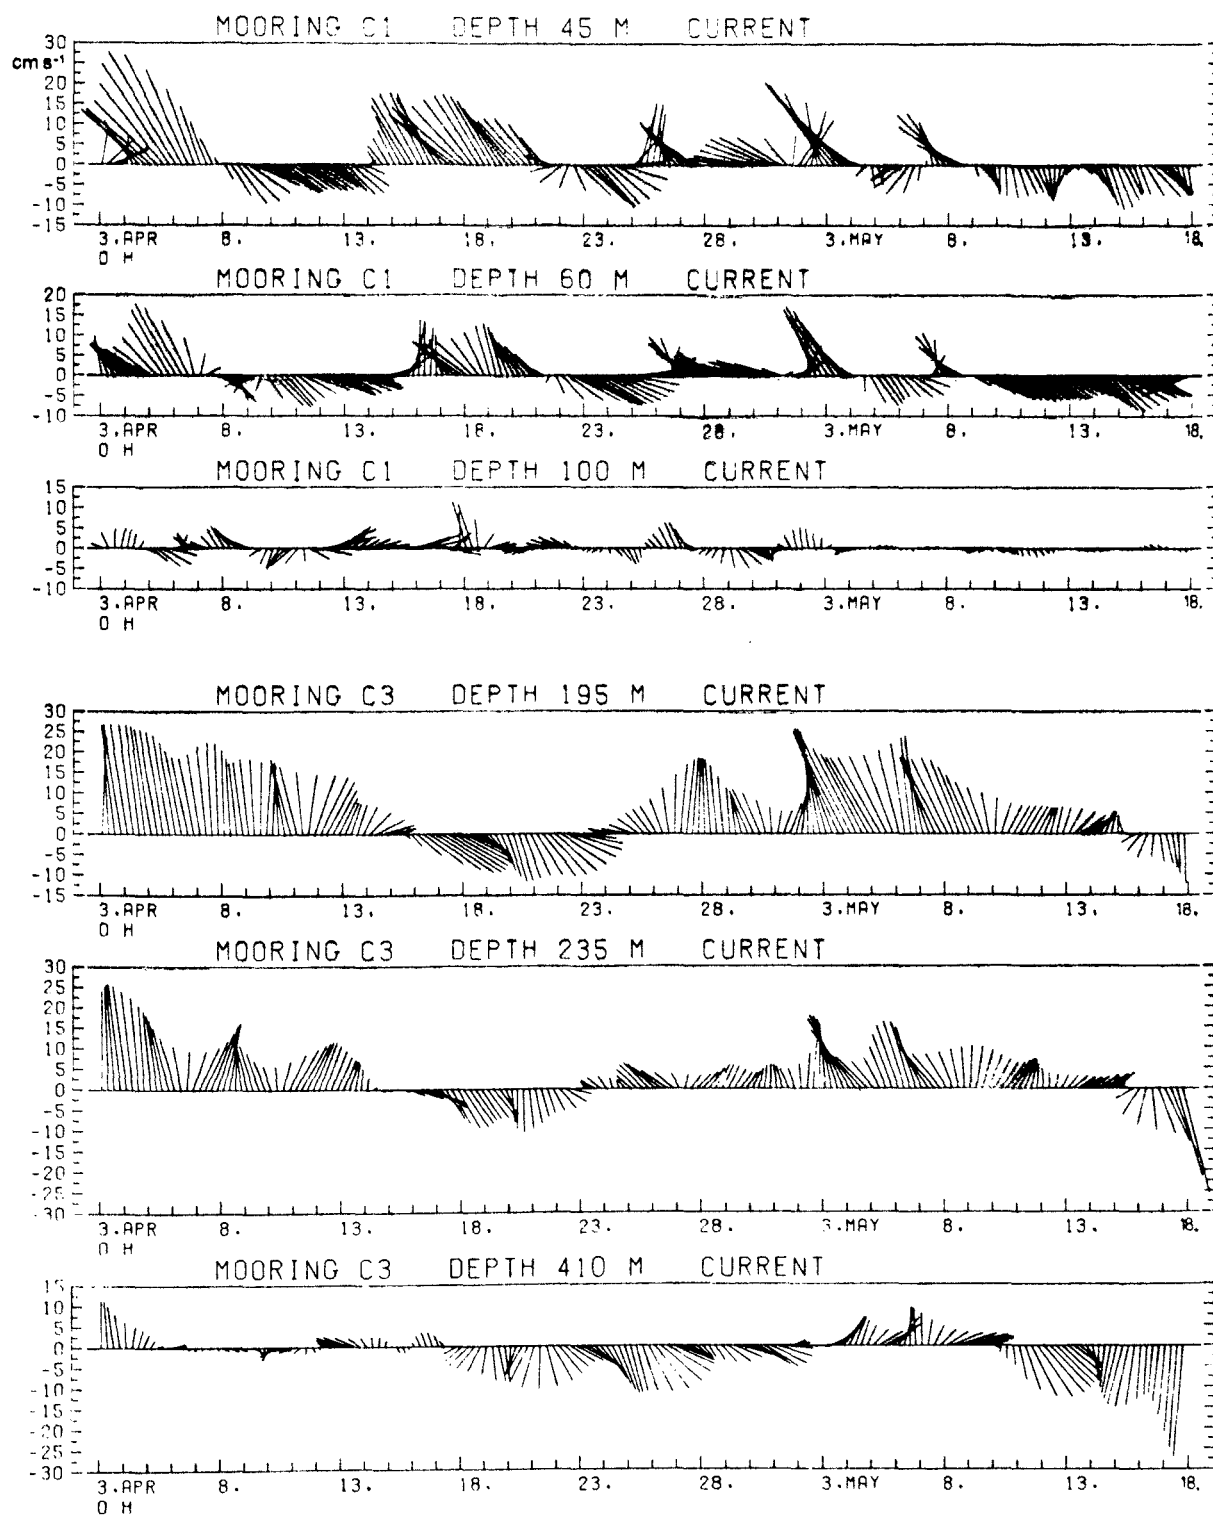 MOORING C1 DEPTH 45 M CURRENT
30
cm s⁻¹
20
15
10
5
0
-5
-10
-15
3.APR 8. 13. 18. 23. 28. 3.MAY 8. 13. 18.
0 H
MOORING C1 DEPTH 60 M CURRENT
20
15
10
5
0
-5
-10
3.APR 8. 13. 18. 23. 28. 3.MAY 8. 13. 18.
0 H
MOORING C1 DEPTH 100 M CURRENT
15
10
5
0
-5
-10
3.APR 8. 13. 18. 23. 28. 3.MAY 8. 13. 18.
0 H
MOORING C3 DEPTH 195 M CURRENT
30
25
20
15
10
5
0
-5
-10
-15
3.APR 8. 13. 18. 23. 28. 3.MAY 8. 13. 18.
0 H
MOORING C3 DEPTH 235 M CURRENT
30
25
20
15
10
5
0
-5
-10
-15
-20
-25
-30
3.APR 8. 13. 18. 23. 28. 3.MAY 8. 13. 18.
0 H
MOORING C3 DEPTH 410 M CURRENT
15
10
5
0
-5
-10
-15
-20
-25
-30
3.APR 8. 13. 18. 23. 28. 3.MAY 8. 13. 18.
0 H